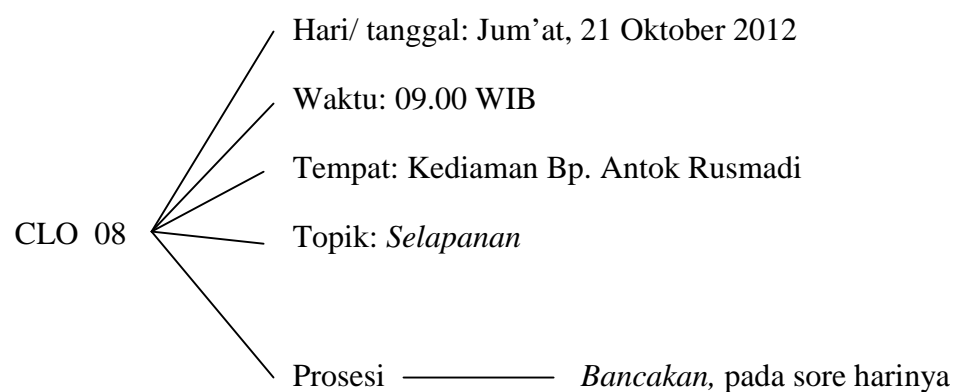 Hari/ tanggal: Jum’at, 21 Oktober 2012
Waktu: 09.00 WIB
Tempat: Kediaman Bp. Antok Rusmadi
CLO 08
Topik: Selapanan
Prosesi
Bancakan, pada sore harinya